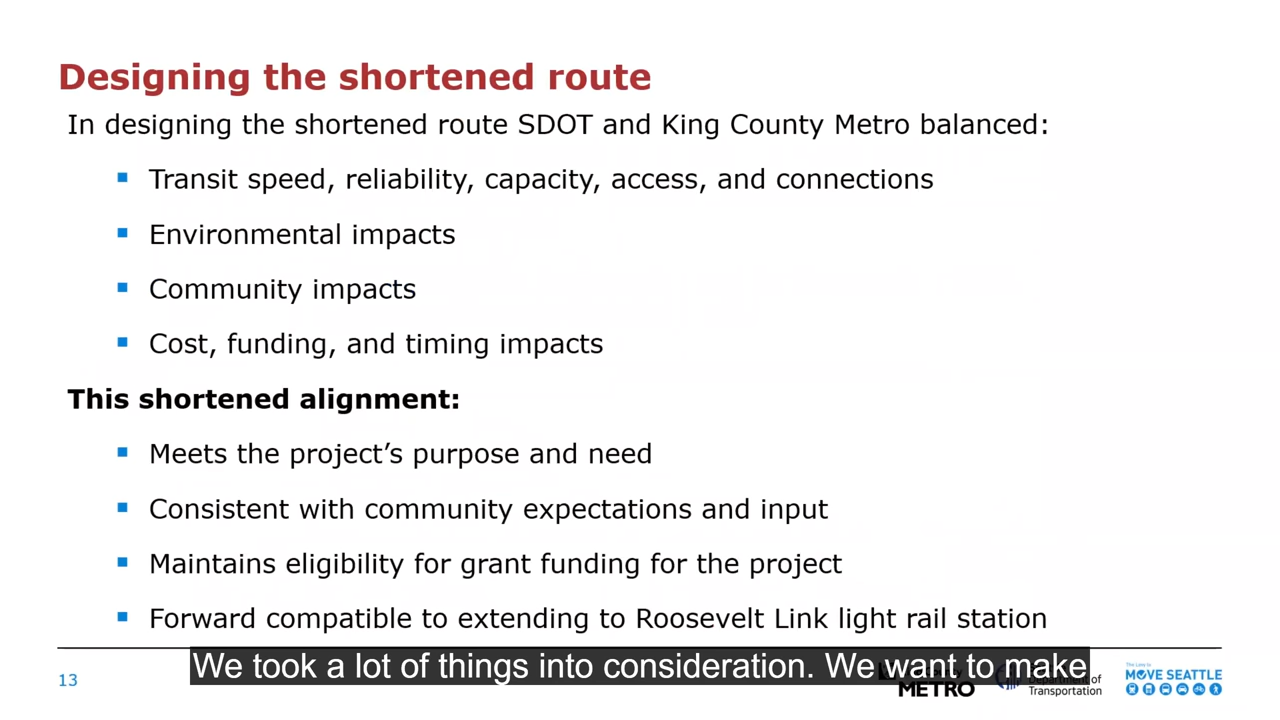 Designing the shortened route
In designing the shortened route SDOT and King County Metro balanced:
Transit speed, reliability, capacity, access, and connections
Environmental impacts
Community impacts
Cost, funding, and timing impacts
This shortened alignment:
Meets the project’s purpose and need
Consistent with community expectations and input
Maintains eligibility for grant funding for the project
Forward compatible to extending to Roosevelt Link light rail station
We took a lot of things into consideration. We want to make
13
METRO
of
Transportation
MOVE SEATTLE